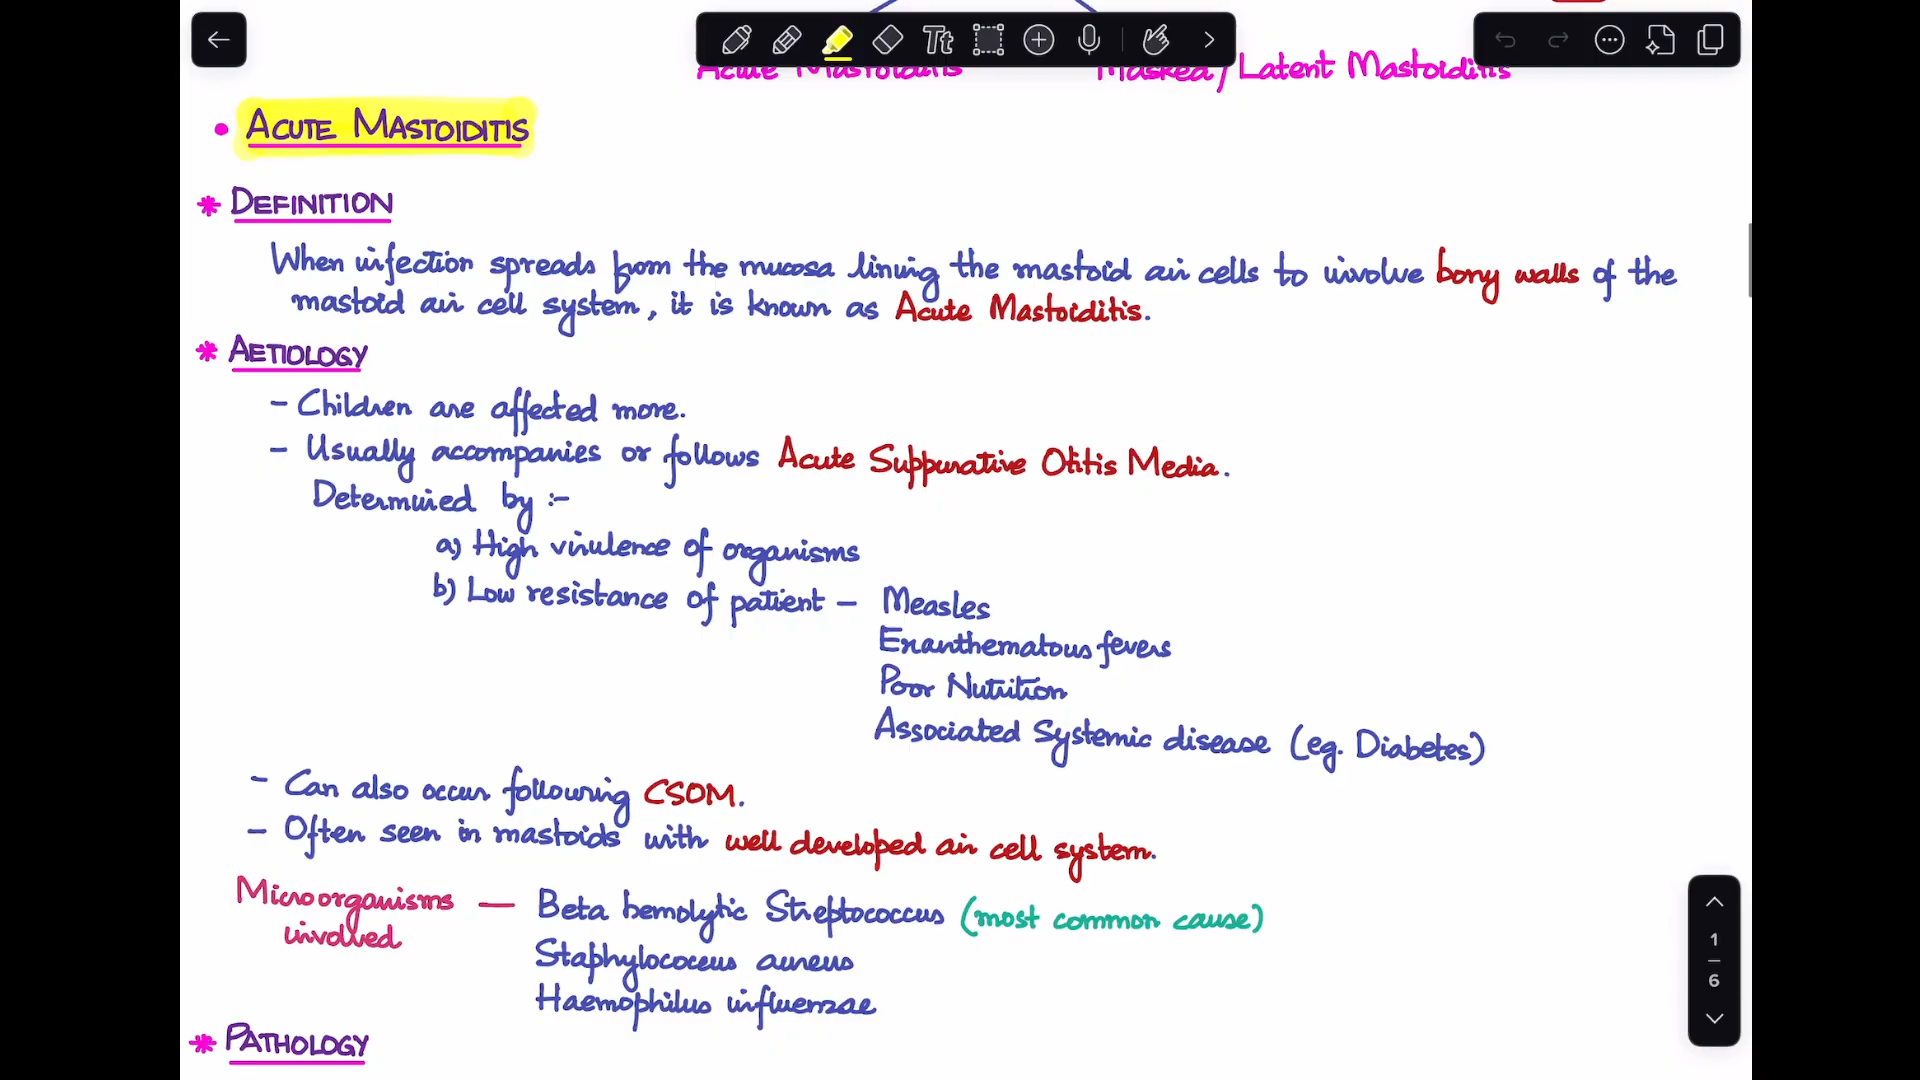 Tt
Acute Mastoiditis Masked/Latent Mastoiditis
• ACUTE MASTOIDITIS
* DEFINITION
When infection spreads from the mucosa lining the mastoid air cells to involve bony walls of the
mastoid air cell system, it is known as Acute Mastoiditis.
* AETIOLOGY
- Children are affected more.
- Usually accompanies or follows Acute Suppurative Otitis Media.
Determined by :-
a) High virulence of organisms
b) Low resistance of patient - Measles
Exanthematous fevers
Poor Nutrition
Associated Systemic disease (eg. Diabetes)
- Can also occur following CSOM.
- Often seen in mastoids with well developed air cell system.
Microorganisms — Beta hemolytic Streptococcus (most common cause)
involved
Staphylococcus aureus
1
6
Haemophilus influenzae
* PATHOLOGY